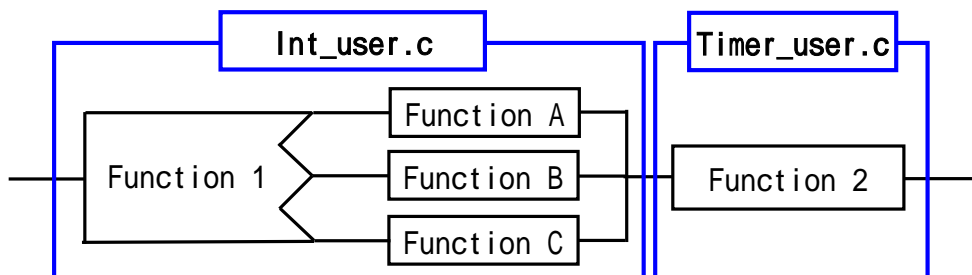 Int_user.c
Timer_user.c
Function A
Function 1
Function B
Function 2
Function C